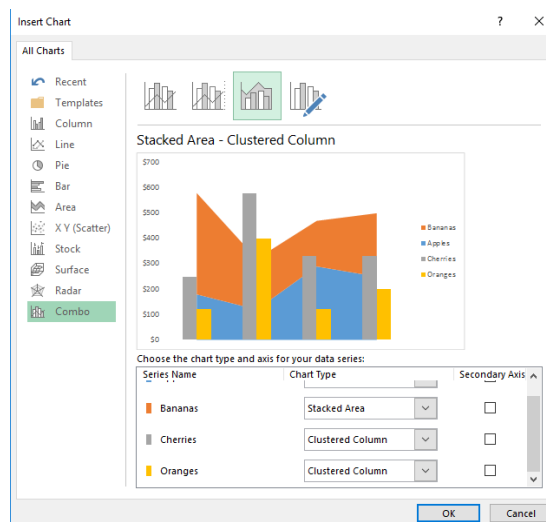 Insert Chart
? ×
All Charts
Recent
Templates
Column
Line
Pie
Bar
Area
X Y (Scatter)
Stock
Surface
Radar
Combo
Stacked Area - Clustered Column
$700
$600
$500
$400
$300
$200
$100
$0
Bananas
Apples
Cherries
Oranges
Choose the chart type and axis for your data series:
Series Name Chart Type Secondary Axis
Bananas Stacked Area
Cherries Clustered Column
Oranges Clustered Column
OK Cancel